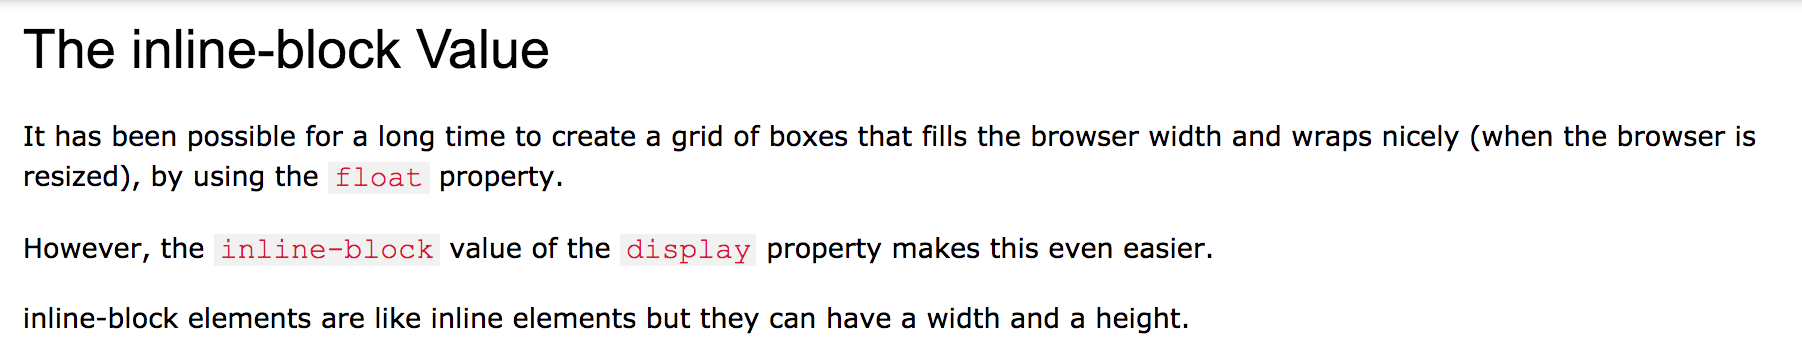 The inline-block Value
It has been possible for a long time to create a grid of boxes that fills the browser width and wraps nicely (when the browser is
resized), by using the float property.
However, the inline-block value of the display property makes this even easier.
inline-block elements are like inline elements but they can have a width and a height.